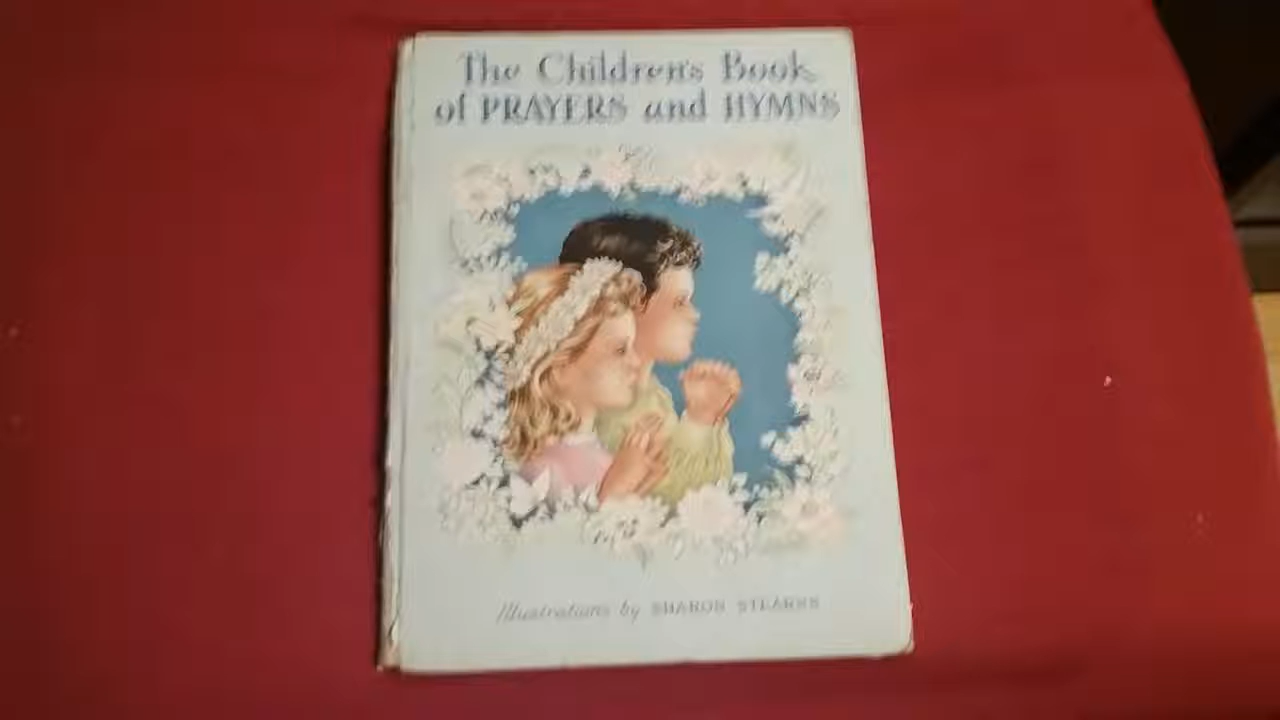 The Children's Book
of PRAYERS and HYMNS
Illustrations by SHARON STEARNS